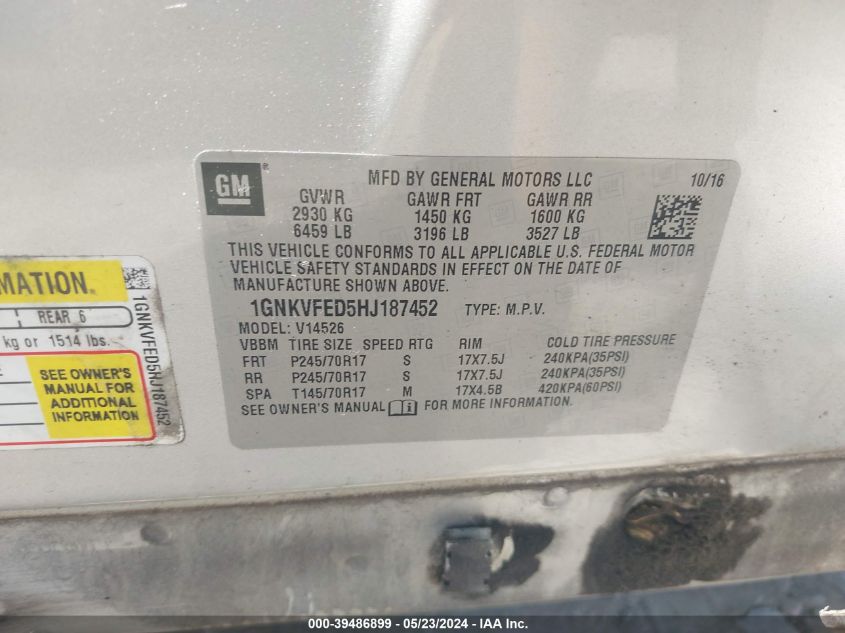 GM ® MFD BY GENERAL MOTORS LLC 10/16
GVWR GAWR FRT GAWR RR
2930 KG 1450 KG 1600 KG
6459 LB 3196 LB 3527 LB
THIS VEHICLE CONFORMS TO ALL APPLICABLE U.S. FEDERAL MOTOR
VEHICLE SAFETY STANDARDS IN EFFECT ON THE DATE OF
MANUFACTURE SHOWN ABOVE.
1GNKVFED5HJ187452 TYPE: M.P.V.
MODEL: V14526
VBBM TIRE SIZE SPEED RTG RIM COLD TIRE PRESSURE
FRT P245/70R17 S 17X7.5J 240KPA(35PSI)
RR P245/70R17 S 17X7.5J 240KPA(35PSI)
SPA T145/70R17 M 17X4.5B 420KPA(60PSI)
SEE OWNER'S MANUAL FOR MORE INFORMATION.
MATION.
REAR 6
kg or 1514 lbs.
SEE OWNER'S
MANUAL FOR
ADDITIONAL
INFORMATION
1GNKVFED5HJ187452
000-39486899 - 05/23/2024 - IAA Inc.